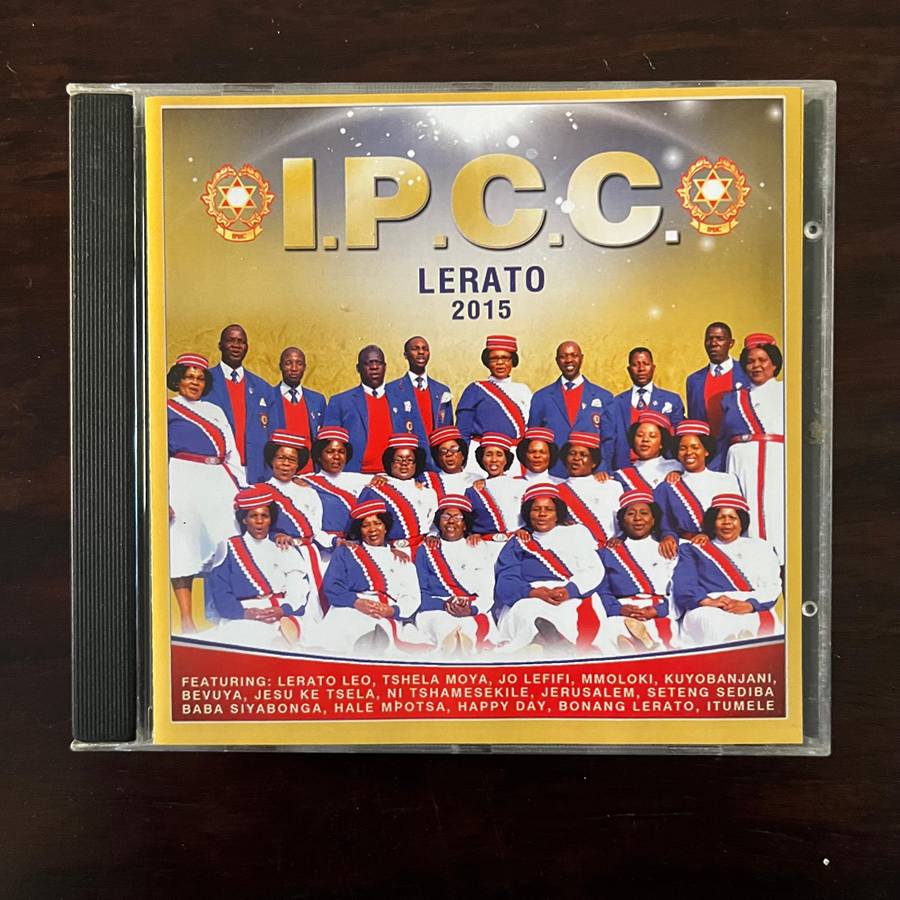 I.P.C.C.
LERATO
2015
FEATURING: LERATO LEO, TSHELA MOYA, JO LEFIFI, MMOLOKI, KUYOBANJANI,
BEVUYA, JESU KE TSELA, NI TSHAMESEKILE, JERUSALEM, SETENG SEDIBA
BABA SIYABONGA, HALE MPOTSA, HAPPY DAY, BONANG LERATO, ITUMELE